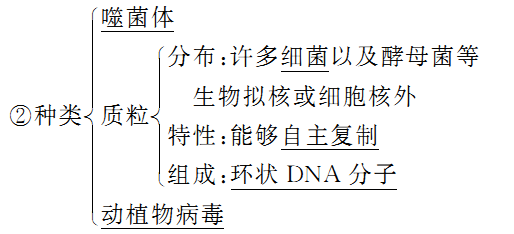 噬菌体
分布:许多细菌以及酵母菌等
生物拟核或细胞核外
②种类 质粒
特性:能够自主复制
组成:环状 DNA 分子
动植物病毒